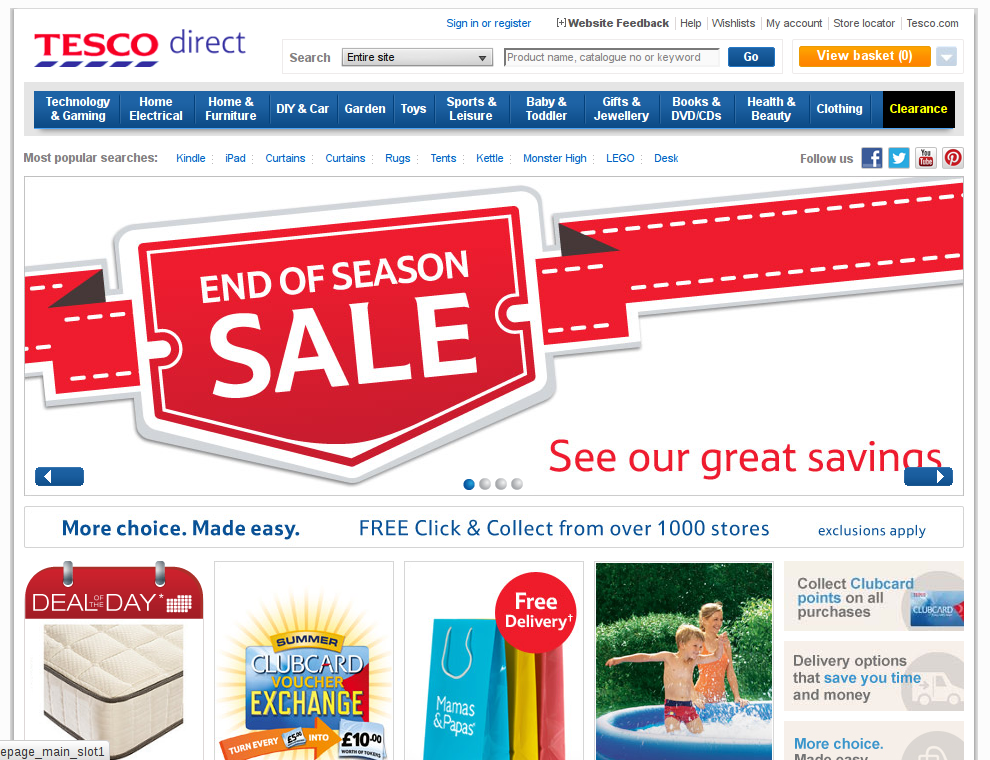 Sign in or register
[+] Website Feedback
Help
Wishlists
My account
Store locator
Tesco.com
TESCO direct
Search
Entire site
Product name, catalogue no or keyword
Go
View basket (0)
Technology
& Gaming
Home
Electrical
Home &
Furniture
DIY & Car
Garden
Toys
Sports &
Leisure
Baby &
Toddler
Gifts &
Jewellery
Books &
DVD/CDs
Health &
Beauty
Clothing
Clearance
Most popular searches:
Kindle
iPad
Curtains
Curtains
Rugs
Tents
Kettle
Monster High
LEGO
Desk
Follow us
f
You
Tube
END OF SEASON
SALE
See our great savings
More choice. Made easy.
FREE Click & Collect from over 1000 stores
exclusions apply
DEAL OF THE DAY*
SUMMER
CLUBCARD
VOUCHER
EXCHANGE
TURN EVERY £5.00 INTO £10.00
WORTH OF TOKENS
Free
Delivery†
Mamas
&Papas
Collect Clubcard
points on all
purchases
TESCO
CLUBCARD
Delivery options
that save you time
and money
More choice.
Made easy
epage_main_slot1